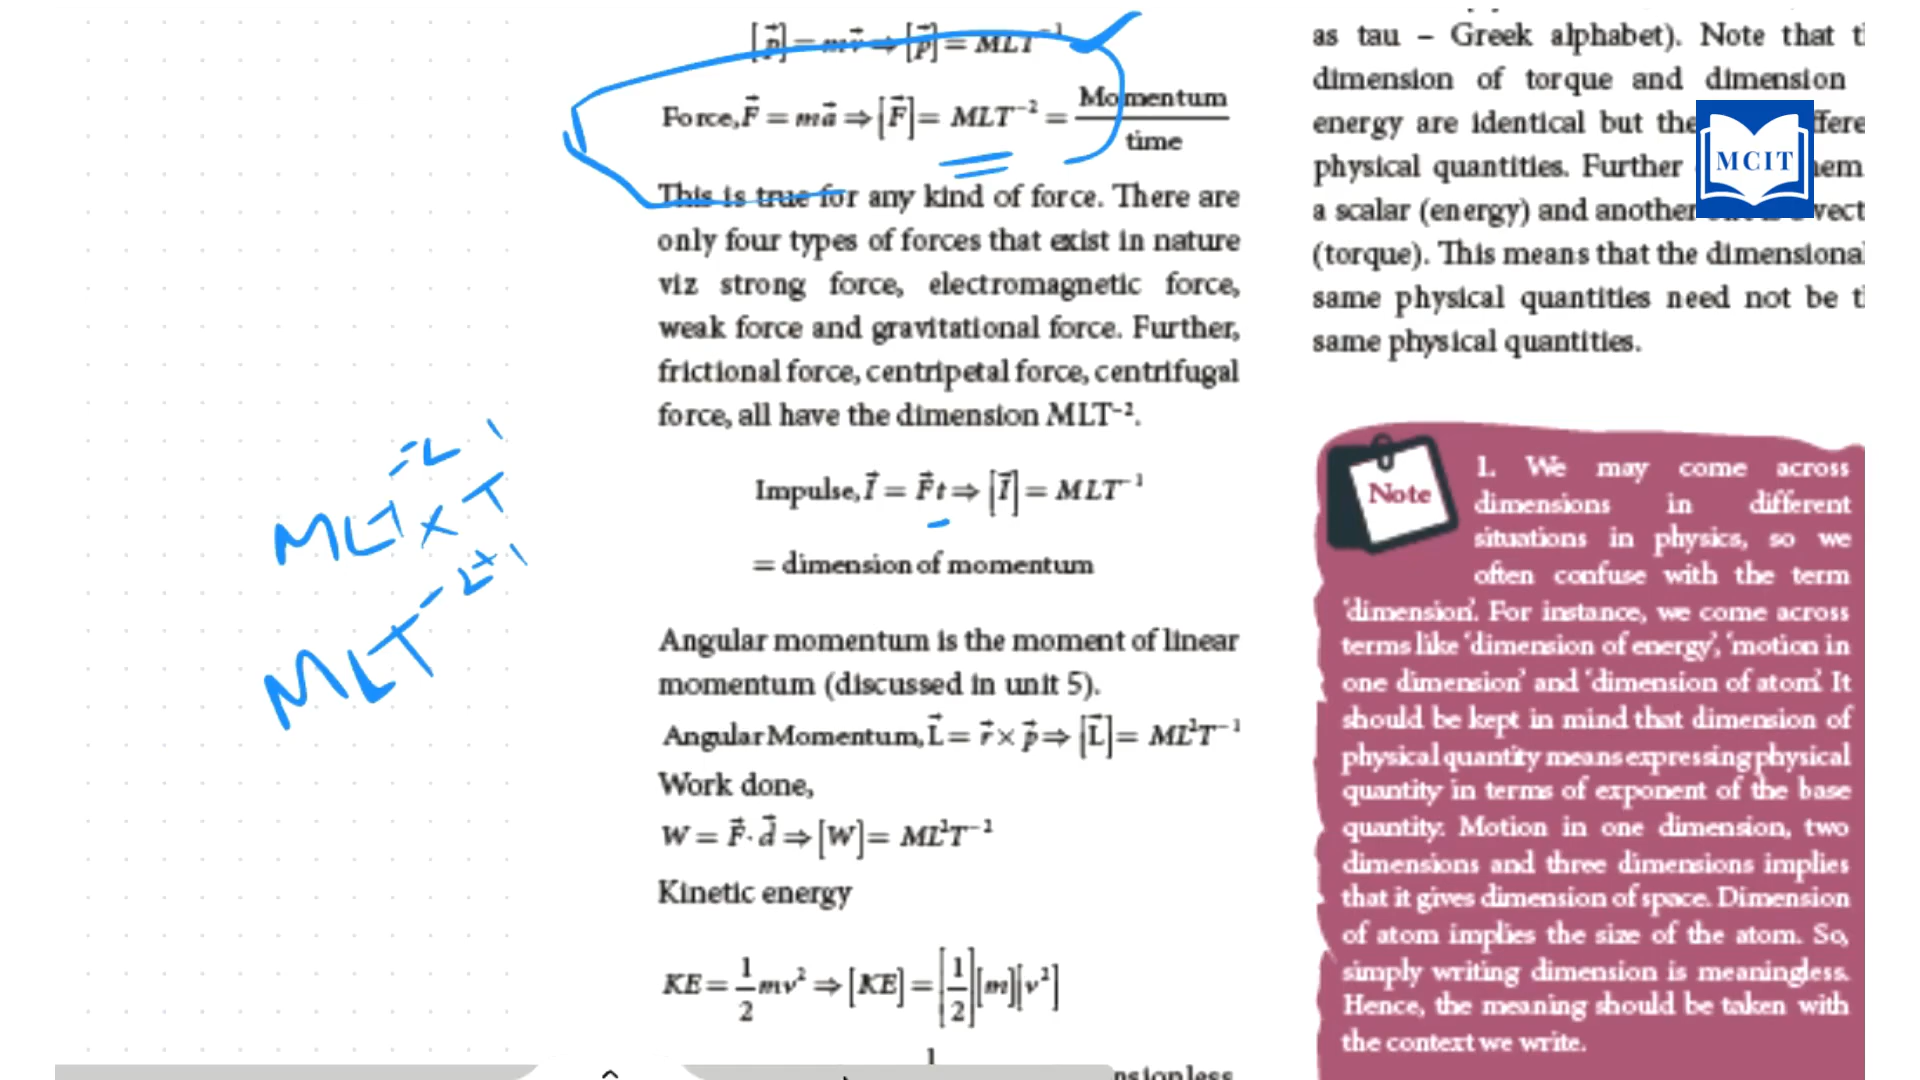 [p⃗] = mv⃗ ⇒ [p⃗] = MLT⁻¹
Force, F⃗ = ma⃗ ⇒ [F⃗] = MLT⁻² = Momentum / time
This is true for any kind of force. There are
only four types of forces that exist in nature
viz strong force, electromagnetic force,
weak force and gravitational force. Further,
frictional force, centripetal force, centrifugal
force, all have the dimension MLT⁻².
Impulse, I⃗ = F⃗t ⇒ [I⃗] = MLT⁻¹
= dimension of momentum
Angular momentum is the moment of linear
momentum (discussed in unit 5).
Angular Momentum, L⃗ = r⃗ × p⃗ ⇒ [L⃗] = ML²T⁻¹
Work done,
W = F⃗ · d⃗ ⇒ [W] = ML²T⁻²
Kinetic energy
KE = 1/2 mv² ⇒ [KE] = [1/2][m][v²]
1
nsionless
MLT⁻² × T¹
MLT⁻²⁺¹
as tau – Greek alphabet). Note that t
dimension of torque and dimension
energy are identical but the ffere
physical quantities. Further hem
a scalar (energy) and another vect
(torque). This means that the dimensional
same physical quantities need not be t
same physical quantities.
MCIT
Note
1. We may come across
dimensions in different
situations in physics, so we
often confuse with the term
‘dimension’. For instance, we come across
terms like ‘dimension of energy’, ‘motion in
one dimension’ and ‘dimension of atom’. It
should be kept in mind that dimension of
physical quantity means expressing physical
quantity in terms of exponent of the base
quantity. Motion in one dimension, two
dimensions and three dimensions implies
that it gives dimension of space. Dimension
of atom implies the size of the atom. So,
simply writing dimension is meaningless.
Hence, the meaning should be taken with
the context we write.